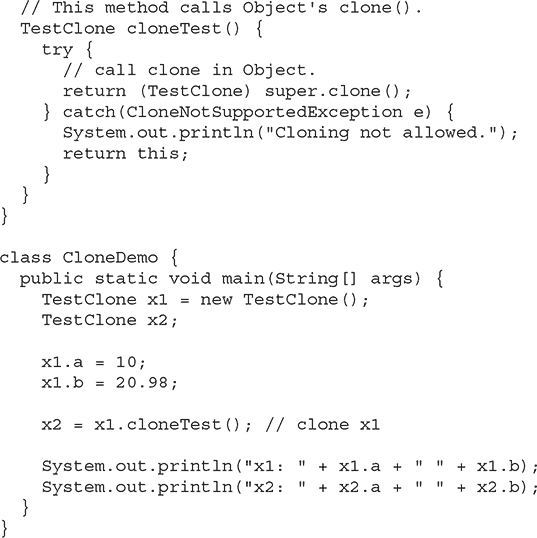 // This method calls Object's clone().
  TestClone cloneTest() {
    try {
      // call clone in Object.
      return (TestClone) super.clone();
    } catch(CloneNotSupportedException e) {
      System.out.println("Cloning not allowed.");
      return this;
    }
  }
}

class CloneDemo {
  public static void main(String[] args) {
    TestClone x1 = new TestClone();
    TestClone x2;

    x1.a = 10;
    x1.b = 20.98;

    x2 = x1.cloneTest(); // clone x1

    System.out.println("x1: " + x1.a + " " + x1.b);
    System.out.println("x2: " + x2.a + " " + x2.b);
  }
}